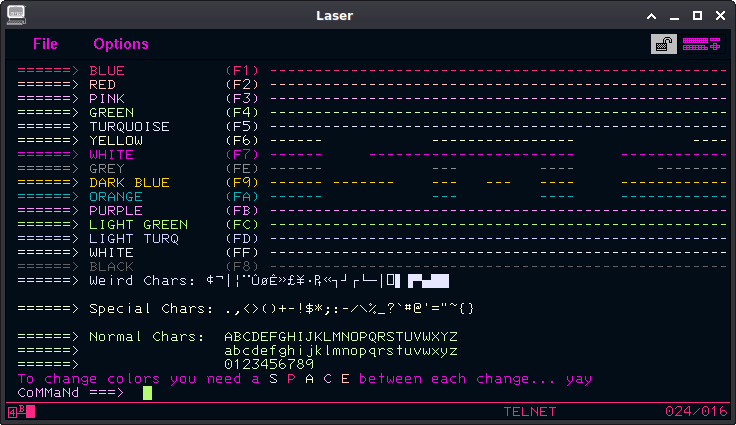 Laser
File Options
======> BLUE (F1) ----------------------------------------------------
======> RED (F2) ----------------------------------------------------
======> PINK (F3) ----------------------------------------------------
======> GREEN (F4) ----------------------------------------------------
======> TURQUOISE (F5) ----------------------------------------------------
======> YELLOW (F6) ------ ---------------- ----
======> WHITE (F7) ------ ----------------------- ------------
======> GREY (FE) --- --- ------------
======> DARK BLUE (F9) ------ ------- --- --- ------ ---
======> ORANGE (FA) --- --- ------------
======> PURPLE (FB) ----------------------------------------------------
======> LIGHT GREEN (FC) ----------------------------------------------------
======> LIGHT TURQ (FD) ----------------------------------------------------
======> WHITE (FF) ----------------------------------------------------
======> BLACK (F8) ----------------------------------------------------
======> Weird Chars: ¢¬|¦¨ÙøÊ»£¥·₧«┐┘┌└─│
======> Special Chars: .,<>()+-!$*;:-/\%_?`#@'="~{}
======> Normal Chars: ABCDEFGHIJKLMNOPQRSTUVWXYZ
======> abcdefghijklmnopqrstuvwxyz
======> 0123456789
To change colors you need a S P A C E between each change... yay
CoMMaNd ===>
4B TELNET 024/016